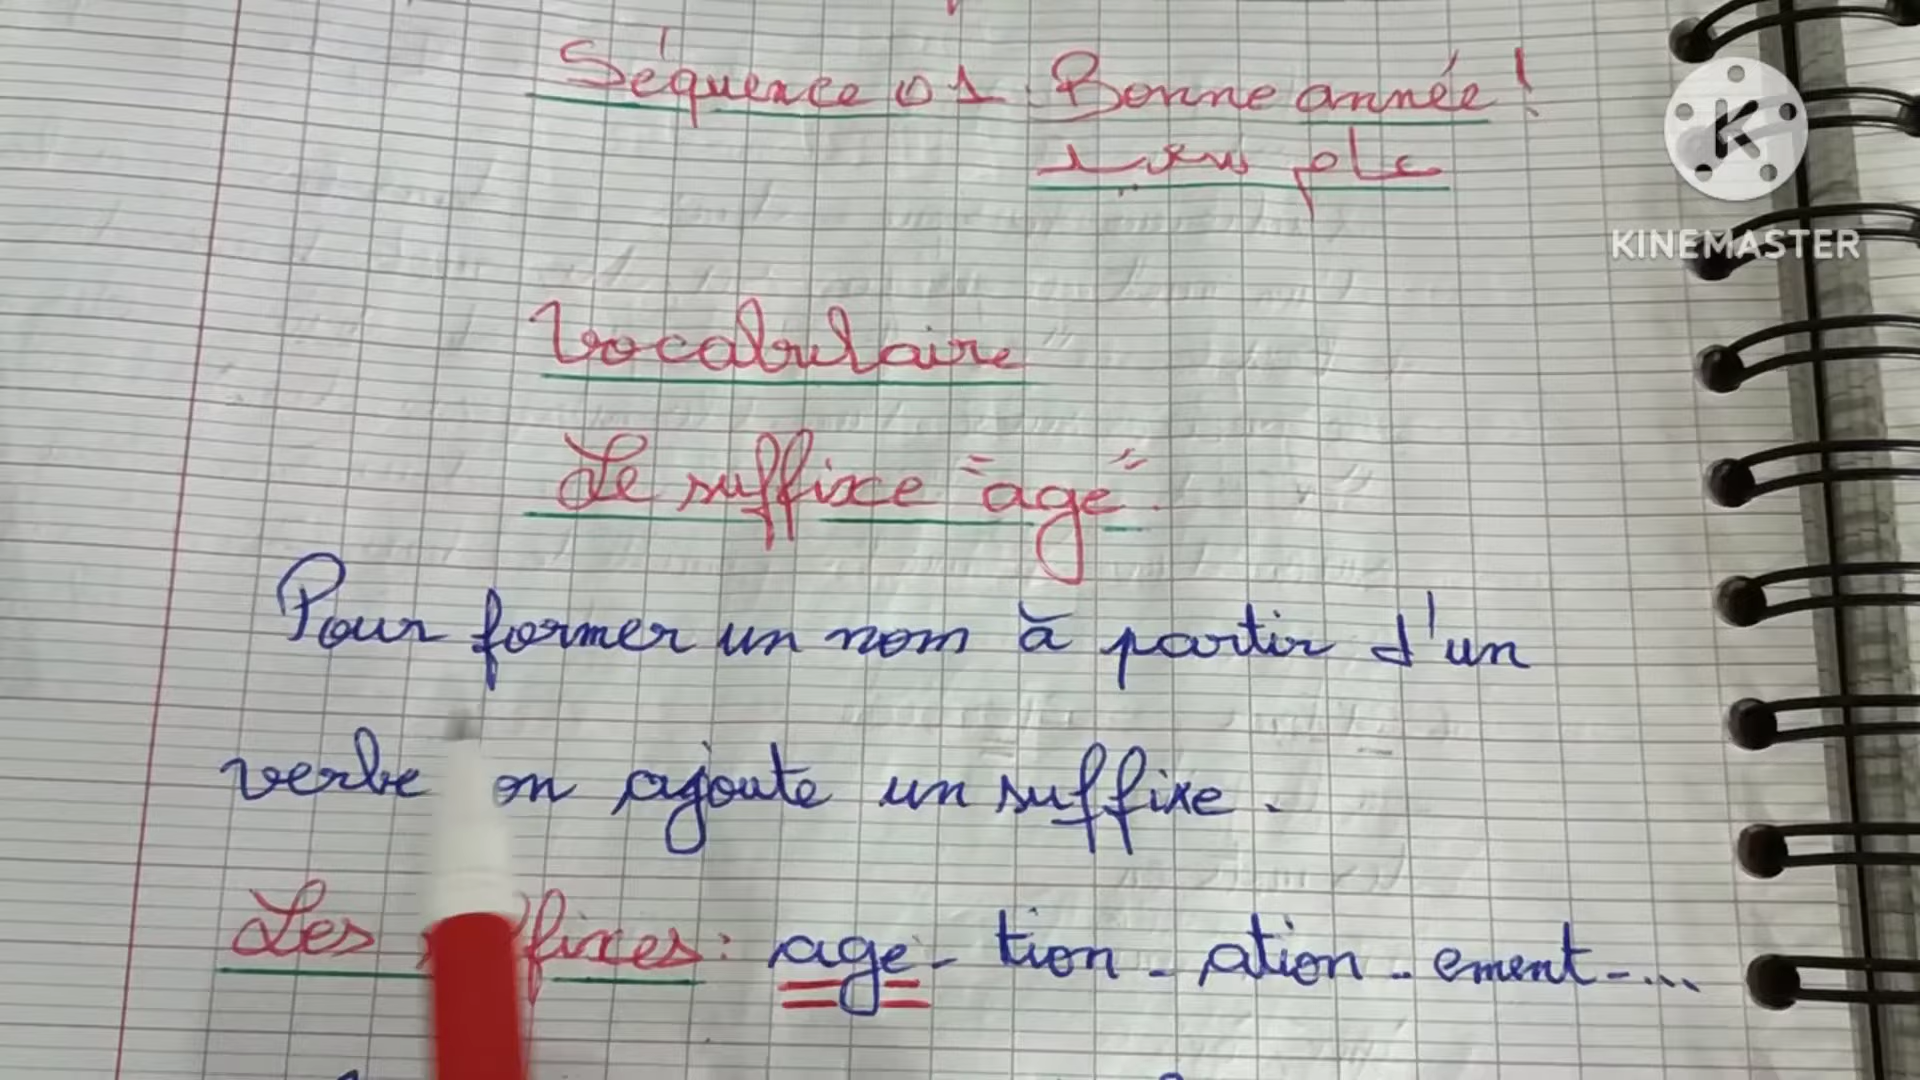 Séquence 01 : Bonne année !
عام سعيد
Vocabulaire
Le suffixe "age".
Pour former un nom à partir d'un
verbe on ajoute un suffixe.
Les fixes : age - tion - ation - ement - ...
KINEMASTER